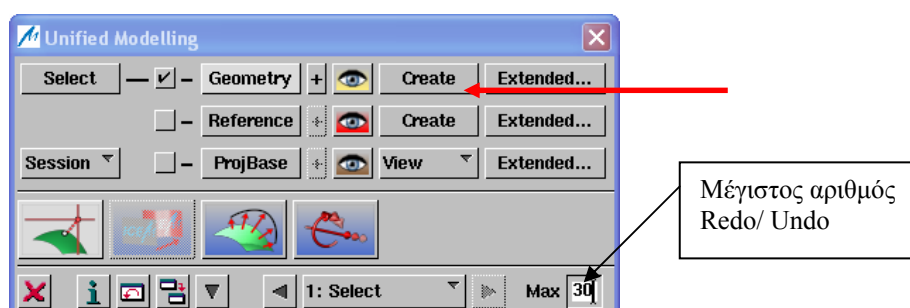 Unified Modelling
Select Geometry + Create Extended...
Reference + Create Extended...
Session ProjBase + View Extended...
Μέγιστος αριθμός
Redo/ Undo
1: Select Max 30